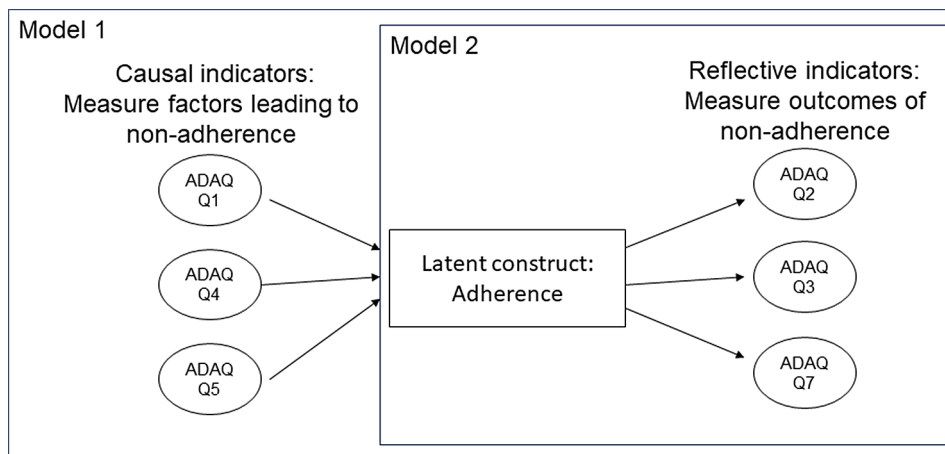 Model 1
Model 2
Causal indicators:
Measure factors leading to
non-adherence
Reflective indicators:
Measure outcomes of
non-adherence
ADAQ
Q1
ADAQ
Q4
ADAQ
Q5
Latent construct:
Adherence
ADAQ
Q2
ADAQ
Q3
ADAQ
Q7